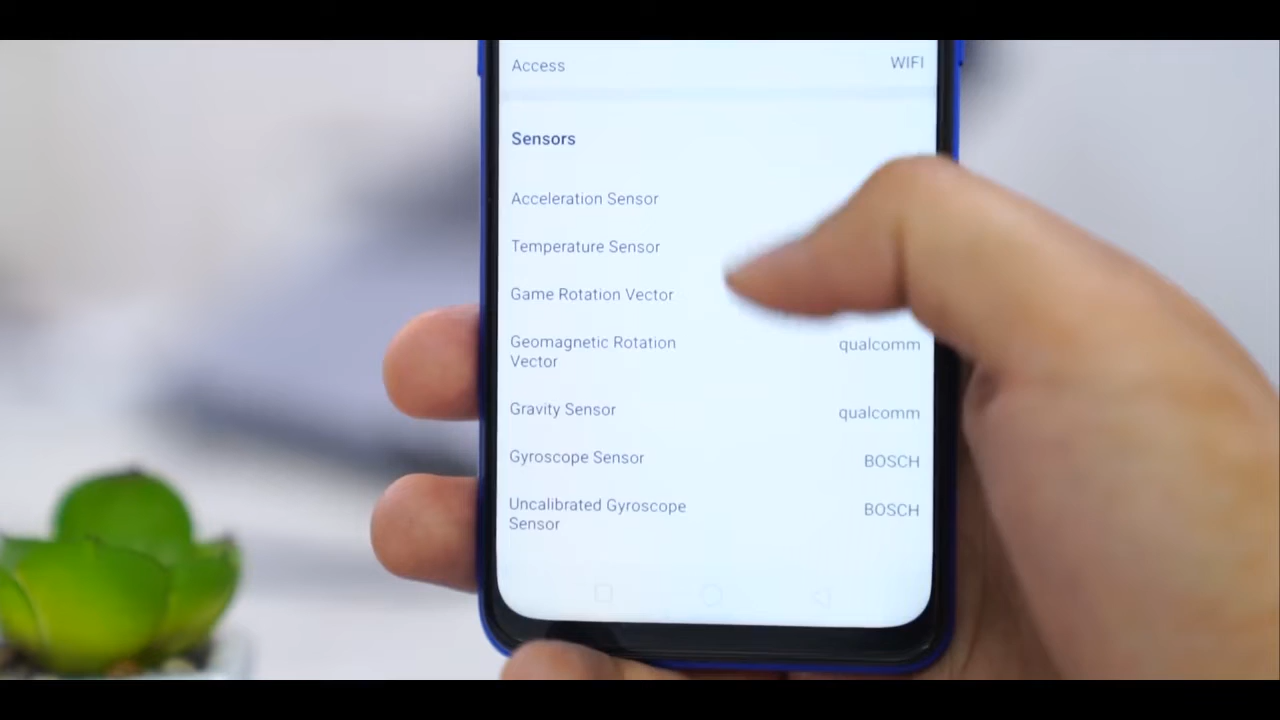 Access WIFI
Sensors
Acceleration Sensor
Temperature Sensor
Game Rotation Vector
Geomagnetic Rotation qualcomm
Vector
Gravity Sensor qualcomm
Gyroscope Sensor BOSCH
Uncalibrated Gyroscope BOSCH
Sensor